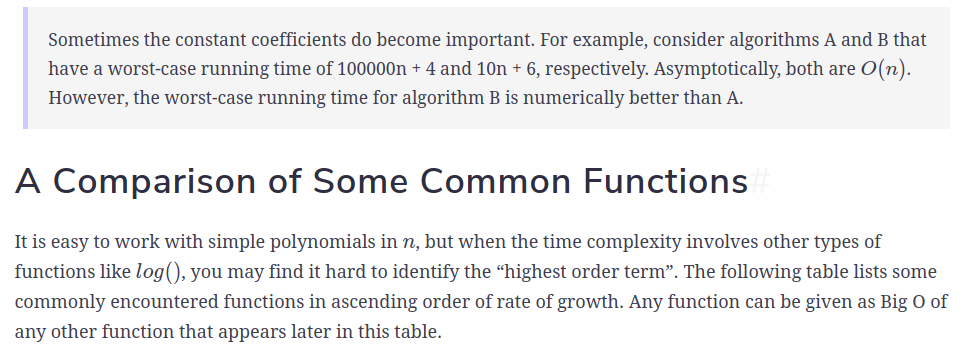 Sometimes the constant coefficients do become important. For example, consider algorithms A and B that
have a worst-case running time of 100000n + 4 and 10n + 6, respectively. Asymptotically, both are O(n).
However, the worst-case running time for algorithm B is numerically better than A.
A Comparison of Some Common Functions#
It is easy to work with simple polynomials in n, but when the time complexity involves other types of
functions like log(), you may find it hard to identify the “highest order term”. The following table lists some
commonly encountered functions in ascending order of rate of growth. Any function can be given as Big O of
any other function that appears later in this table.